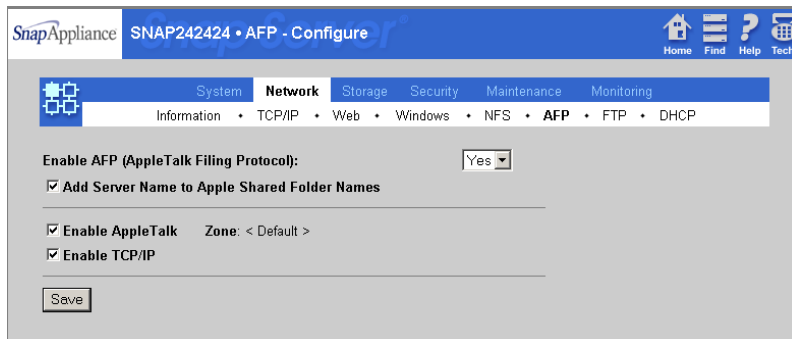 SnapAppliance SNAP242424 • AFP - Configure
Home Find Help Tech
System Network Storage Security Maintenance Monitoring
Information • TCP/IP • Web • Windows • NFS • AFP • FTP • DHCP
Enable AFP (AppleTalk Filing Protocol): Yes
Add Server Name to Apple Shared Folder Names
Enable AppleTalk Zone: < Default >
Enable TCP/IP
Save